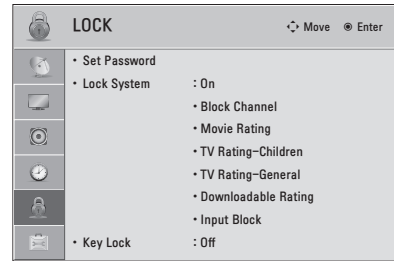 LOCK
Move Enter
• Set Password
• Lock System : On
• Block Channel
• Movie Rating
• TV Rating-Children
• TV Rating-General
• Downloadable Rating
• Input Block
• Key Lock : Off